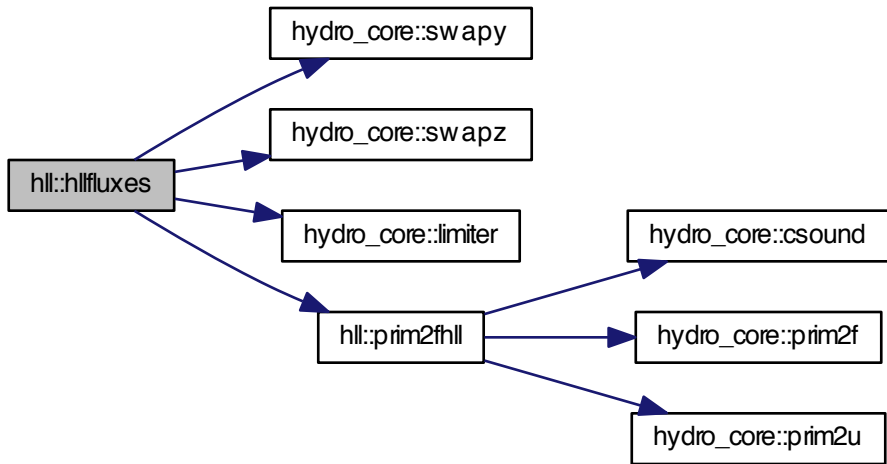 hydro_core::swapy
hydro_core::swapz
hll::hllfluxes
hydro_core::limiter
hydro_core::csound
hll::prim2fhll
hydro_core::prim2f
hydro_core::prim2u